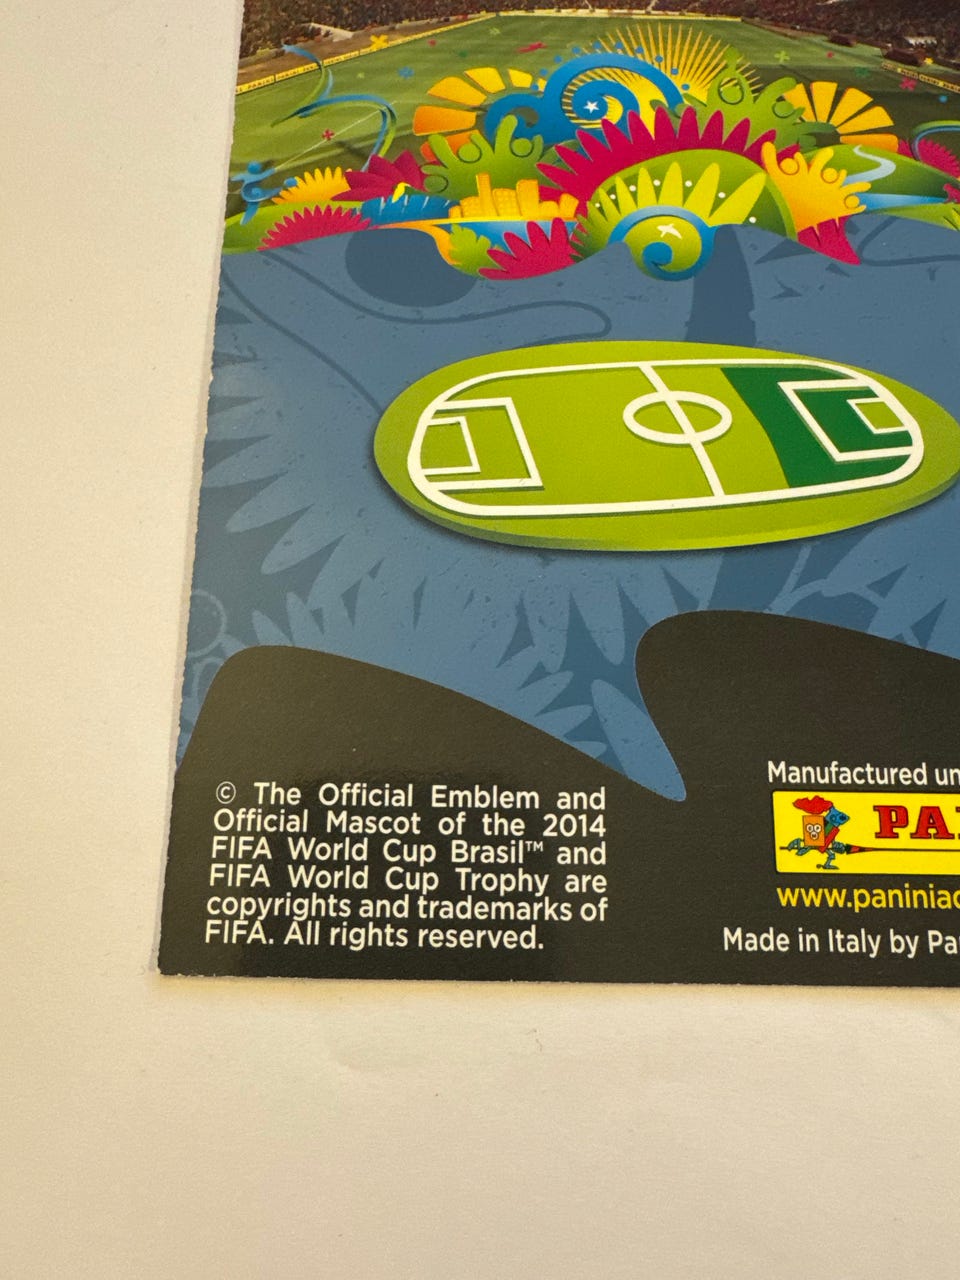 © The Official Emblem and
Official Mascot of the 2014
FIFA World Cup Brasil™ and
FIFA World Cup Trophy are
copyrights and trademarks of
FIFA. All rights reserved.
Manufactured un
PA
www.paninia
Made in Italy by Pa